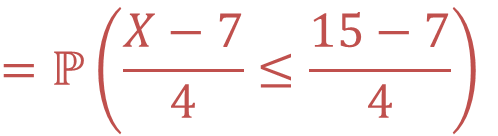 = ℙ ( (X − 7)/4 ≤ (15 − 7)/4 )